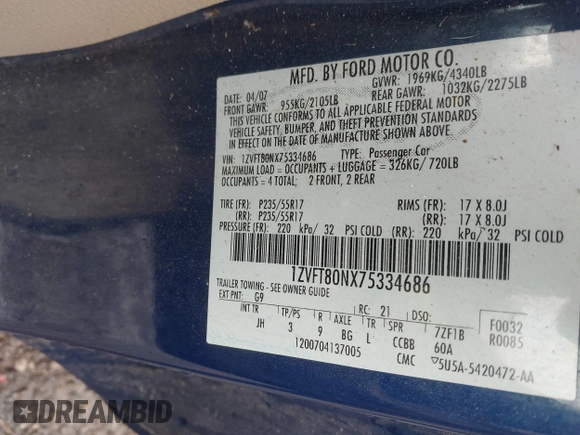 MFD. BY FORD MOTOR CO.
DATE: 04/07 GVWR: 1969KG/4340LB
FRONT GAWR: 955KG/2105LB REAR GAWR: 1032KG/2275LB
THIS VEHICLE CONFORMS TO ALL APPLICABLE FEDERAL MOTOR
VEHICLE SAFETY, BUMPER, AND THEFT PREVENTION STANDARDS
IN EFFECT ON THE DATE OF MANUFACTURE SHOWN ABOVE.
VIN: 1ZVFT80NX75334686 TYPE: Passenger Car
MAXIMUM LOAD = OCCUPANTS + LUGGAGE = 326KG/ 720LB
OCCUPANTS = 4 TOTAL; 2 FRONT, 2 REAR
TIRE (FR): P235/55R17 RIMS (FR): 17 X 8.0J
(RR): P235/55R17 (RR): 17 X 8.0J
PRESSURE (FR): 220 kPa/ 32 PSI COLD (RR): 220 kPa/ 32 PSI COLD
1ZVFT80NX75334686
TRAILER TOWING - SEE OWNER GUIDE
EXT PNT: G9 RC: 21 DSO:
INT TR TP/PS R AXLE TR SPR 7ZF1B F0032
JH 3 9 BG L CCBB 60A R0085
1200704137005 CMC ▽5U5A-5420472-AA
DREAMBID